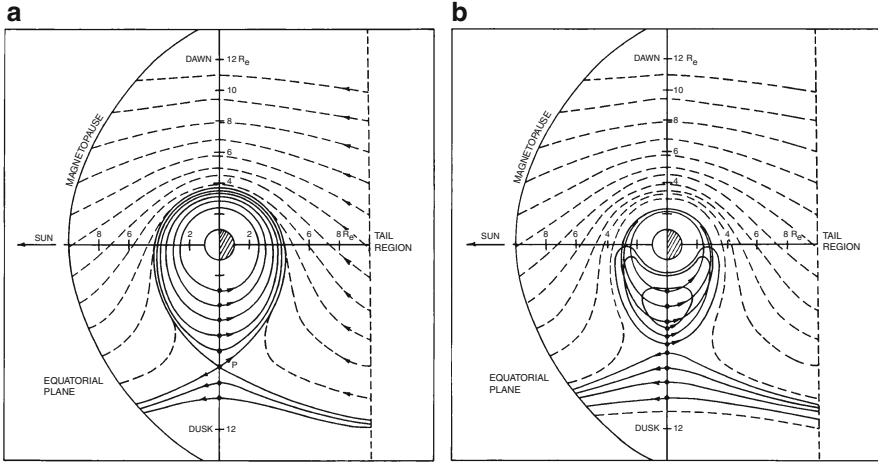 a
DAWN 12 Re
10
8
6
4
MAGNETOPAUSE
SUN
8 6 2 2 6 8 Re
TAIL
REGION
P
EQUATORIAL
PLANE
DUSK 12
b
DAWN 12 Re
10
8
6
4
MAGNETOPAUSE
SUN
8 6 4 4 6 8 Re
TAIL
REGION
EQUATORIAL
PLANE
DUSK 12